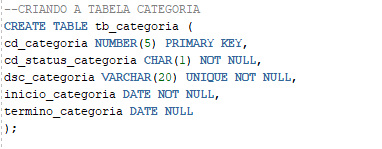 --CRIANDO A TABELA CATEGORIA
CREATE TABLE tb_categoria (
cd_categoria NUMBER(5) PRIMARY KEY,
cd_status_categoria CHAR(1) NOT NULL,
dsc_categoria VARCHAR(20) UNIQUE NOT NULL,
inicio_categoria DATE NOT NULL,
termino_categoria DATE NULL
);